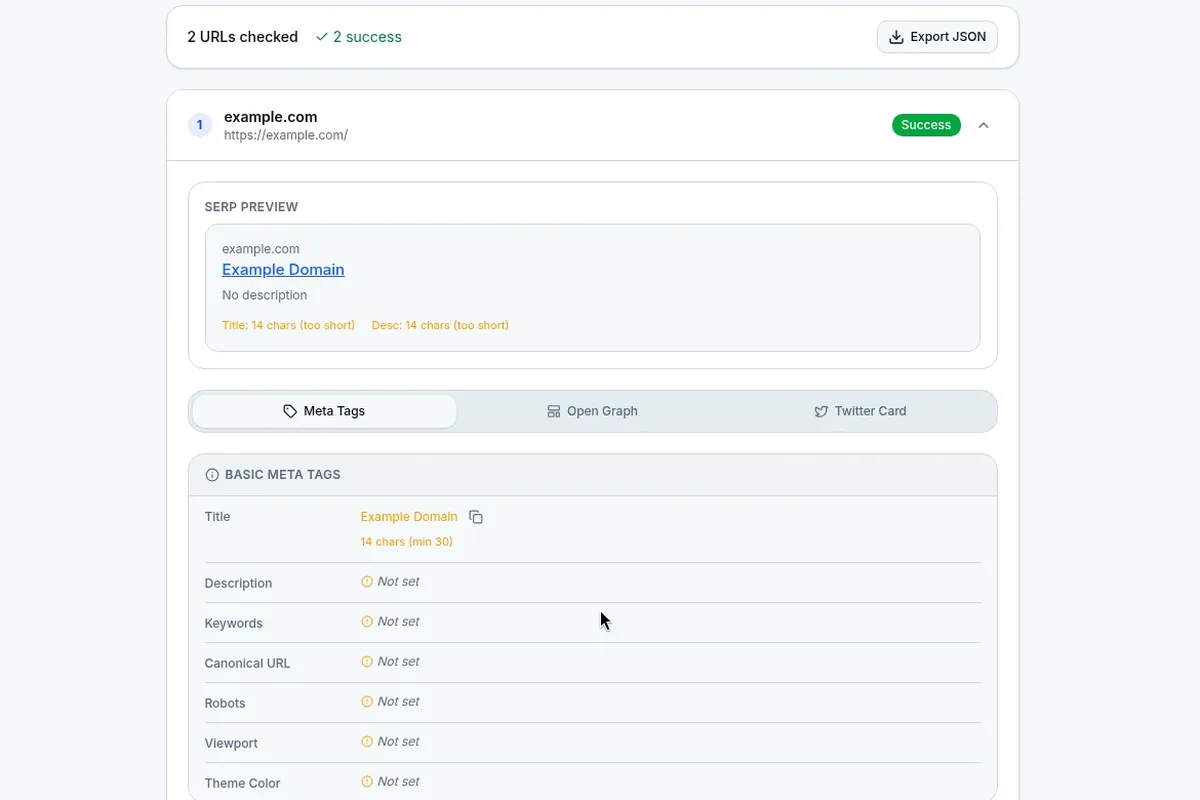 2 URLs checked
2 success
Export JSON
1
example.com
https://example.com/
Success
SERP PREVIEW
example.com
Example Domain
No description
Title: 14 chars (too short)
Desc: 14 chars (too short)
Meta Tags
Open Graph
Twitter Card
BASIC META TAGS
Title
Example Domain
14 chars (min 30)
Description
Not set
Keywords
Not set
Canonical URL
Not set
Robots
Not set
Viewport
Not set
Theme Color
Not set